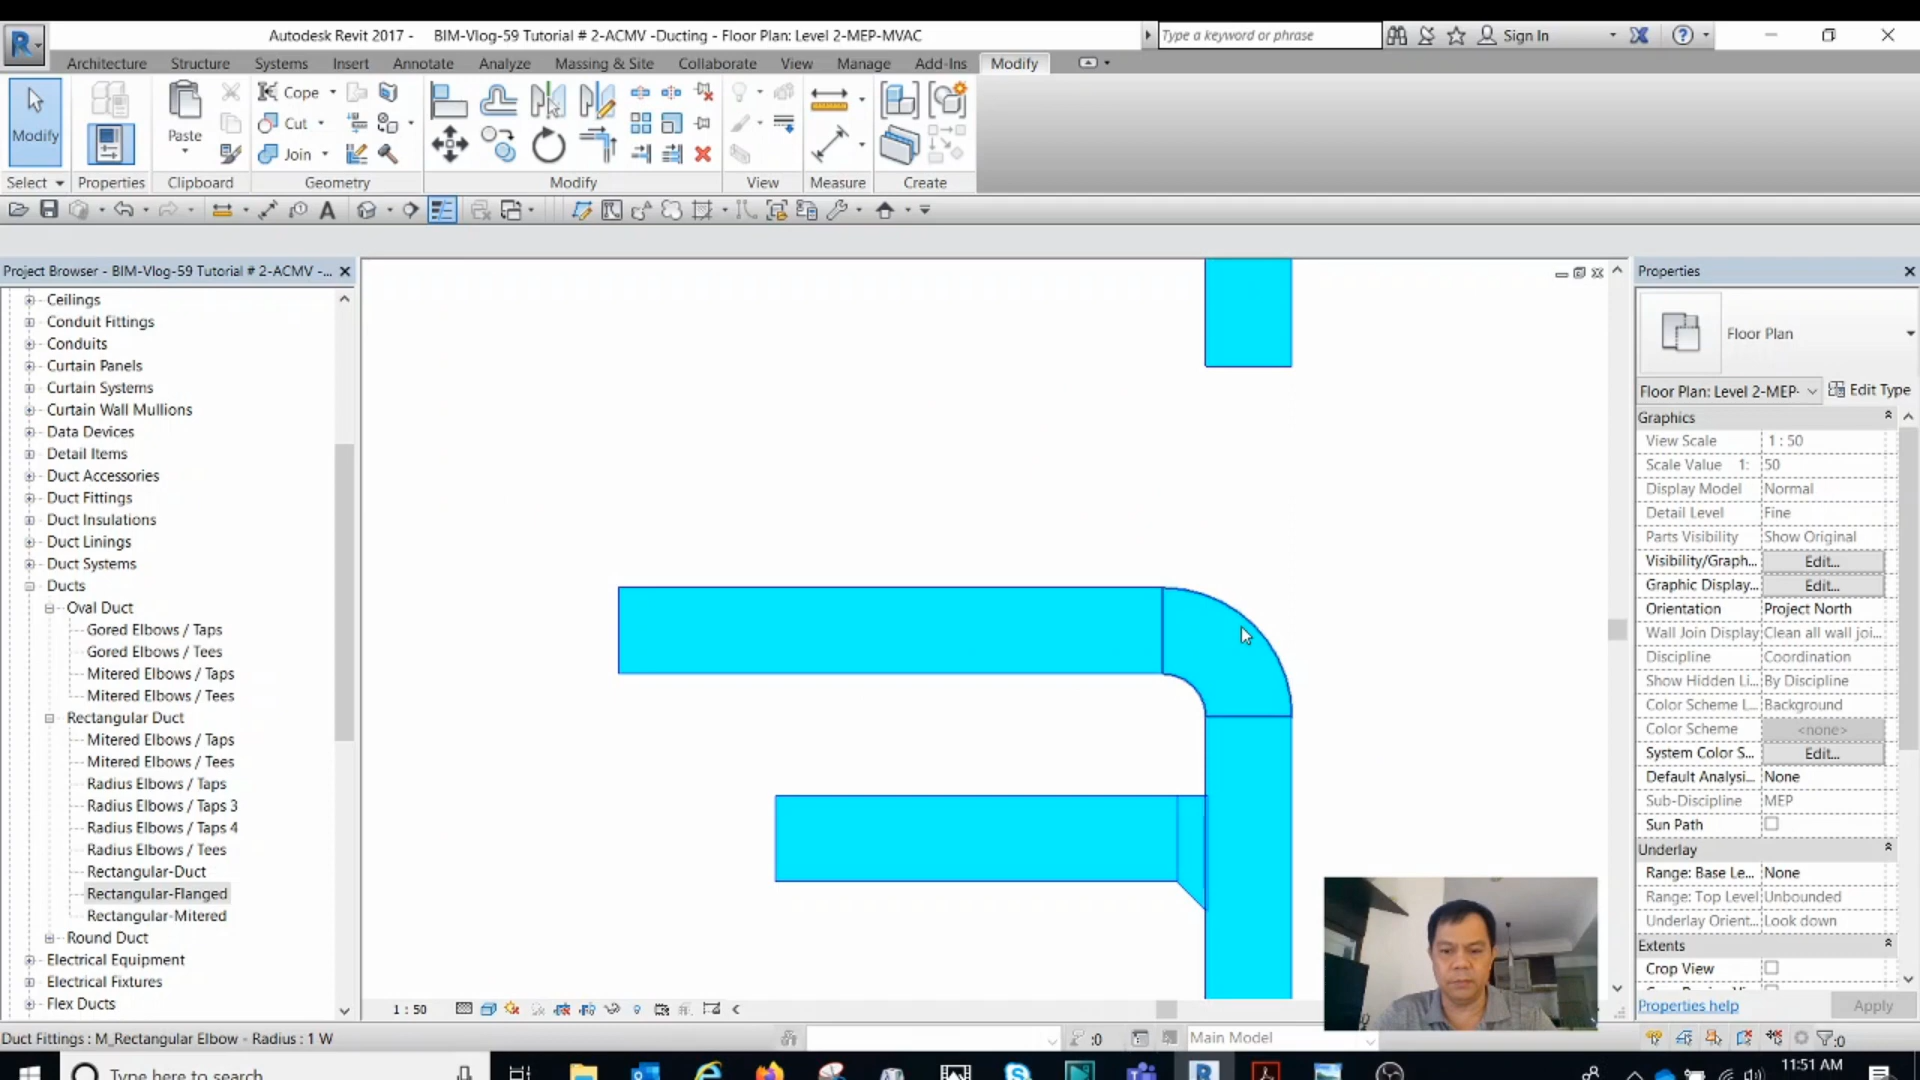 Autodesk Revit 2017 - BIM-Vlog-59 Tutorial # 2-ACMV -Ducting - Floor Plan: Level 2-MEP-MVAC
Type a keyword or phrase
Sign In
Architecture Structure Systems Insert Annotate Analyze Massing & Site Collaborate View Manage Add-Ins Modify
Modify
Paste
Cope
Cut
Join
Select Properties Clipboard Geometry Modify View Measure Create
Project Browser - BIM-Vlog-59 Tutorial # 2-ACMV -...
Ceilings
Conduit Fittings
Conduits
Curtain Panels
Curtain Systems
Curtain Wall Mullions
Data Devices
Detail Items
Duct Accessories
Duct Fittings
Duct Insulations
Duct Linings
Duct Systems
Ducts
Oval Duct
Gored Elbows / Taps
Gored Elbows / Tees
Mitered Elbows / Taps
Mitered Elbows / Tees
Rectangular Duct
Mitered Elbows / Taps
Mitered Elbows / Tees
Radius Elbows / Taps
Radius Elbows / Taps 3
Radius Elbows / Taps 4
Radius Elbows / Tees
Rectangular-Duct
Rectangular-Flanged
Rectangular-Mitered
Round Duct
Electrical Equipment
Electrical Fixtures
Flex Ducts
Properties
Floor Plan
Floor Plan: Level 2-MEP- Edit Type
Graphics
View Scale 1 : 50
Scale Value 1: 50
Display Model Normal
Detail Level Fine
Parts Visibility Show Original
Visibility/Graph... Edit...
Graphic Display... Edit...
Orientation Project North
Wall Join Display Clean all wall joi...
Discipline Coordination
Show Hidden Li... By Discipline
Color Scheme L... Background
Color Scheme <none>
System Color S... Edit...
Default Analysi... None
Sub-Discipline MEP
Sun Path
Underlay
Range: Base Le... None
Range: Top Level Unbounded
Underlay Orient... Look down
Extents
Crop View
Properties help Apply
1 : 50
Duct Fittings : M_Rectangular Elbow - Radius : 1 W
:0
Main Model
:0
Type here to search
11:51 AM